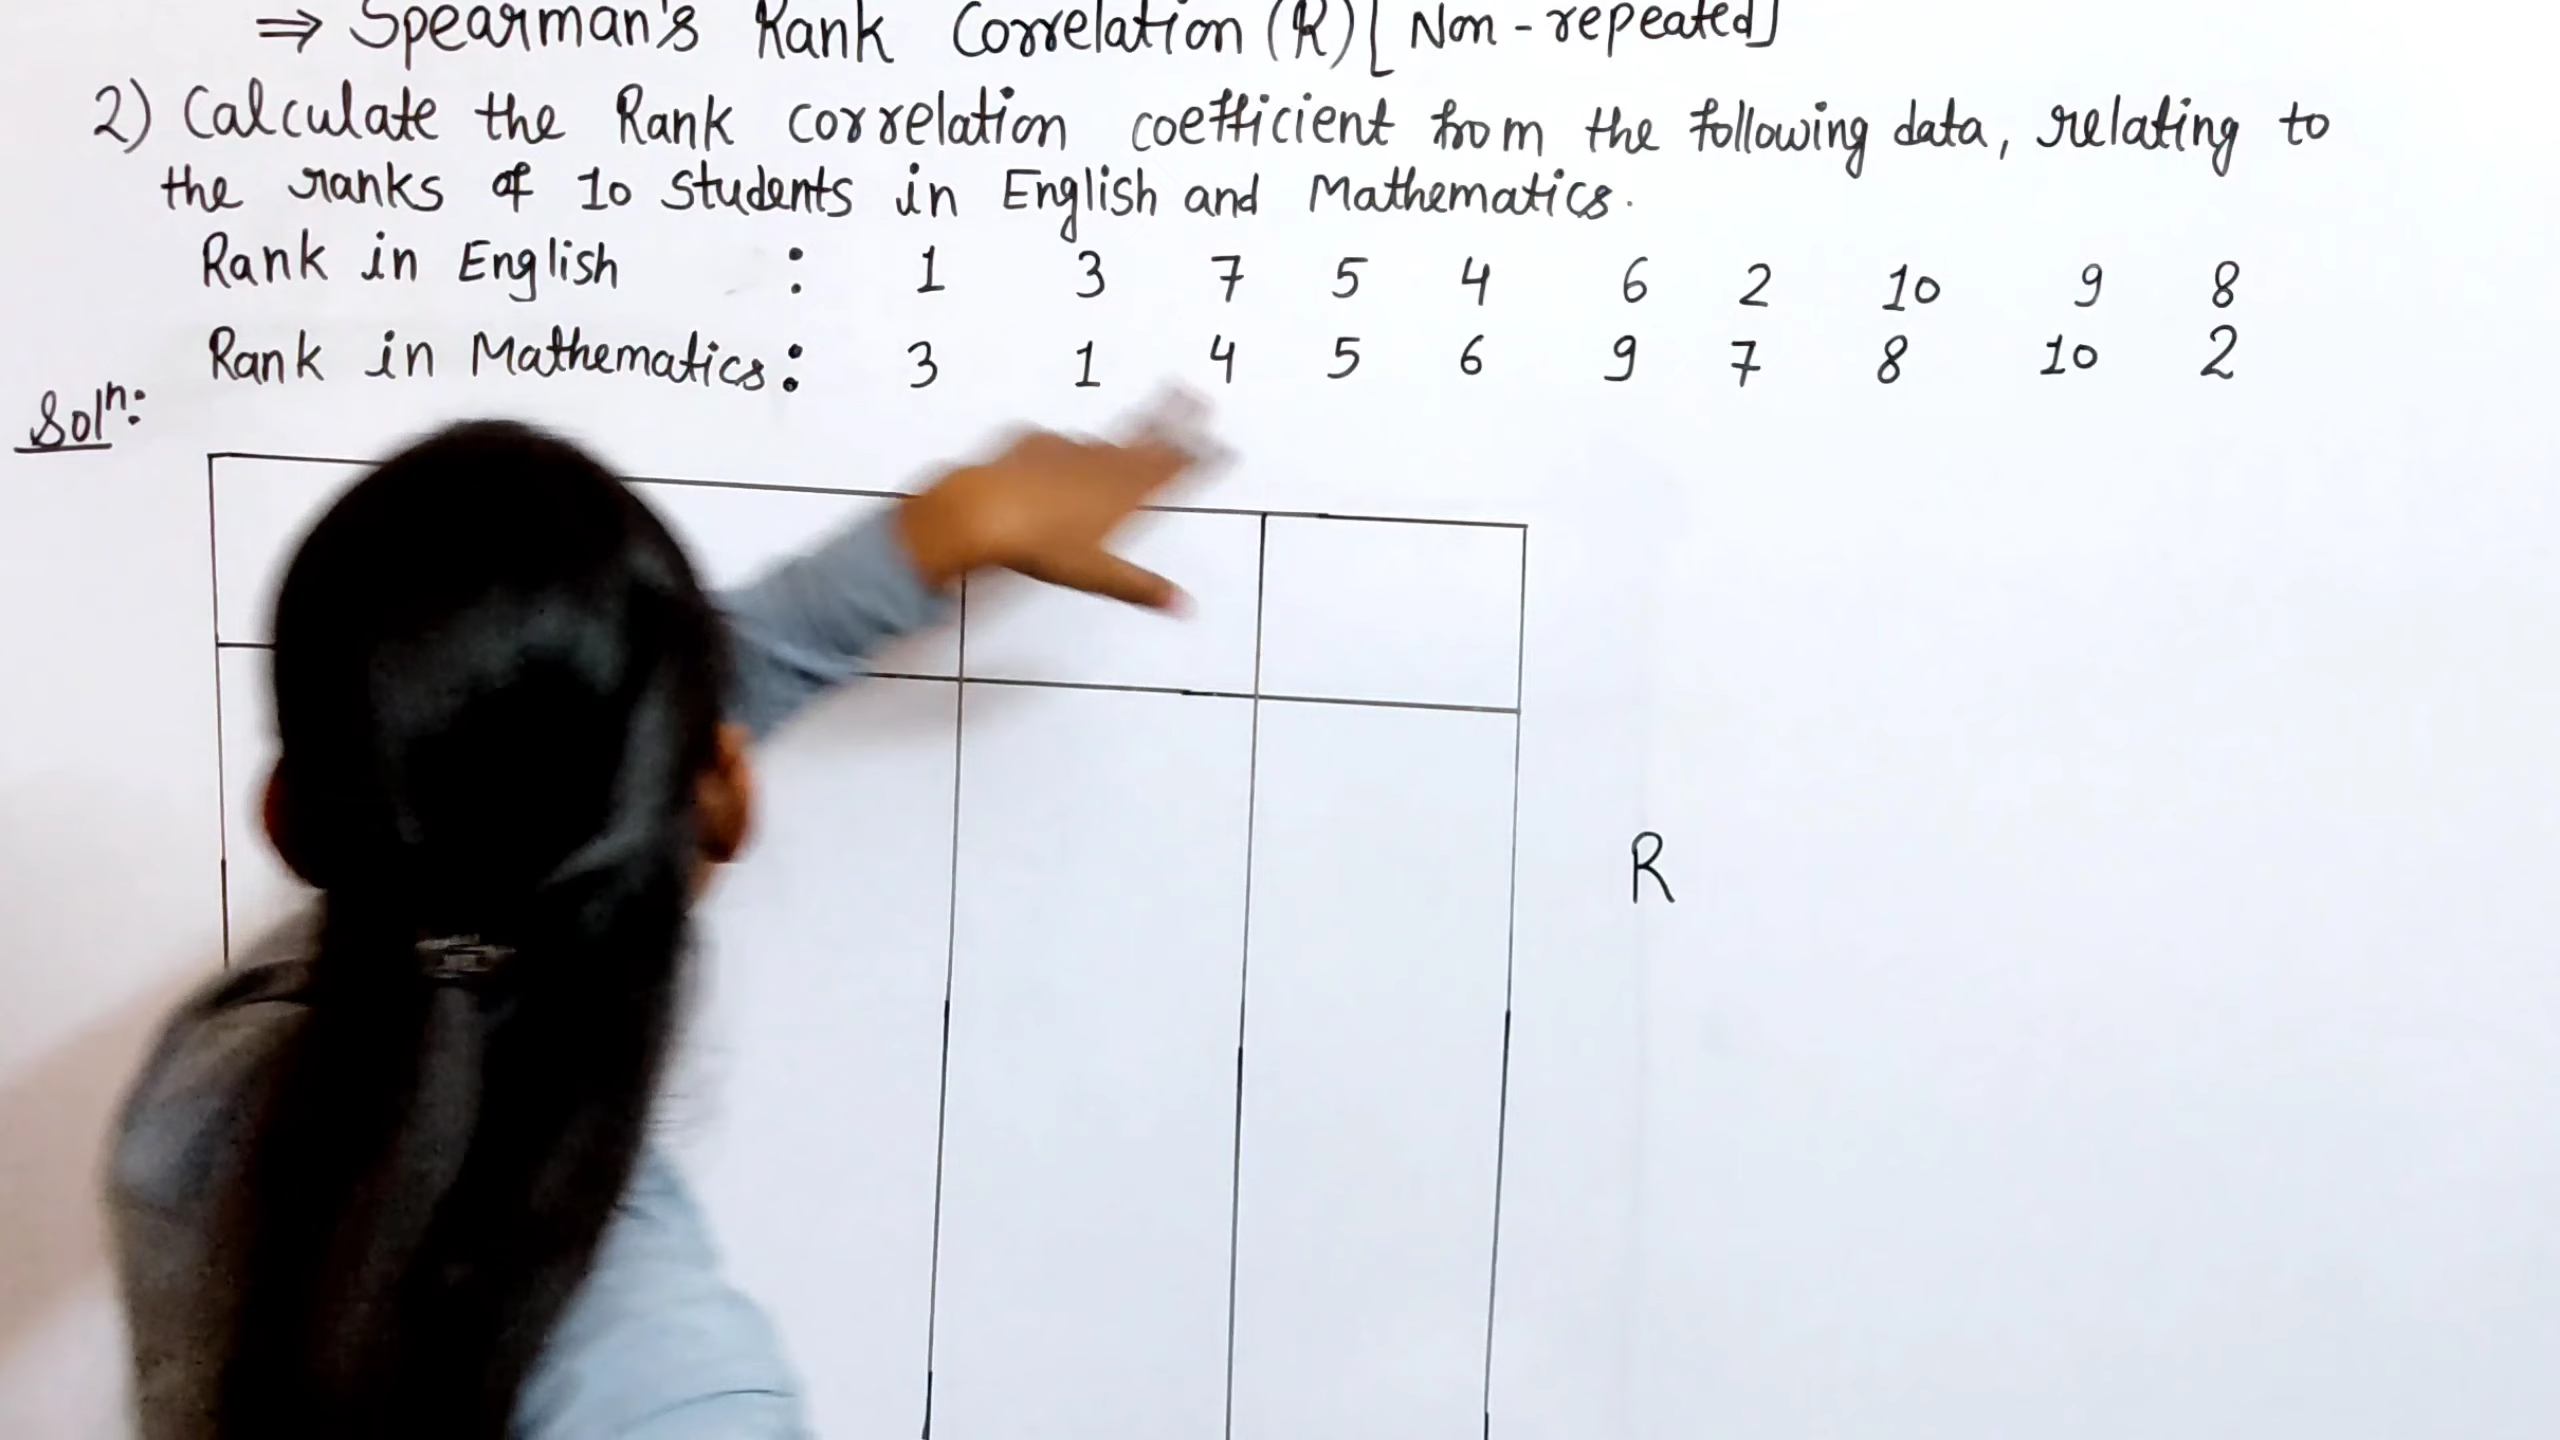 ⇒ Spearman's Rank Correlation (R) [Non-repeated]
2) Calculate the Rank correlation coefficient from the following data, relating to
the ranks of 10 students in English and Mathematics.
Rank in English : 1 3 7 5 4 6 2 10 9 8
Rank in Mathematics: 3 1 4 5 6 9 7 8 10 2
Solⁿ:
R